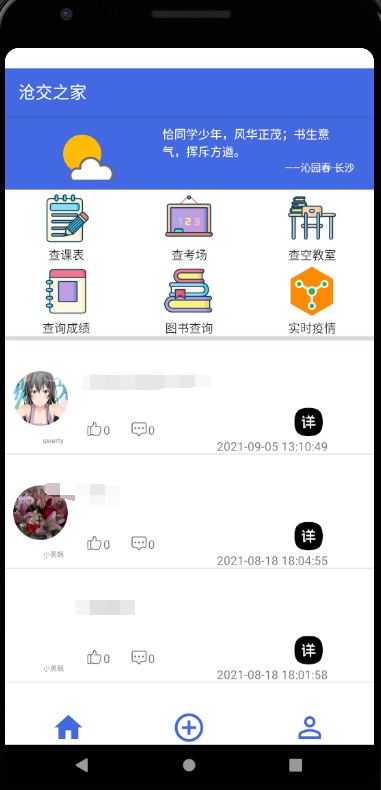 沧交之家
恰同学少年，风华正茂；书生意
气，挥斥方遒。
——沁园春·长沙
查课表
查考场
查空教室
查询成绩
图书查询
实时疫情
qwerty
0
0
详
2021-09-05 13:10:49
小黑蜗
0
0
详
2021-08-18 18:04:55
小黑蜗
0
0
详
2021-08-18 18:01:58